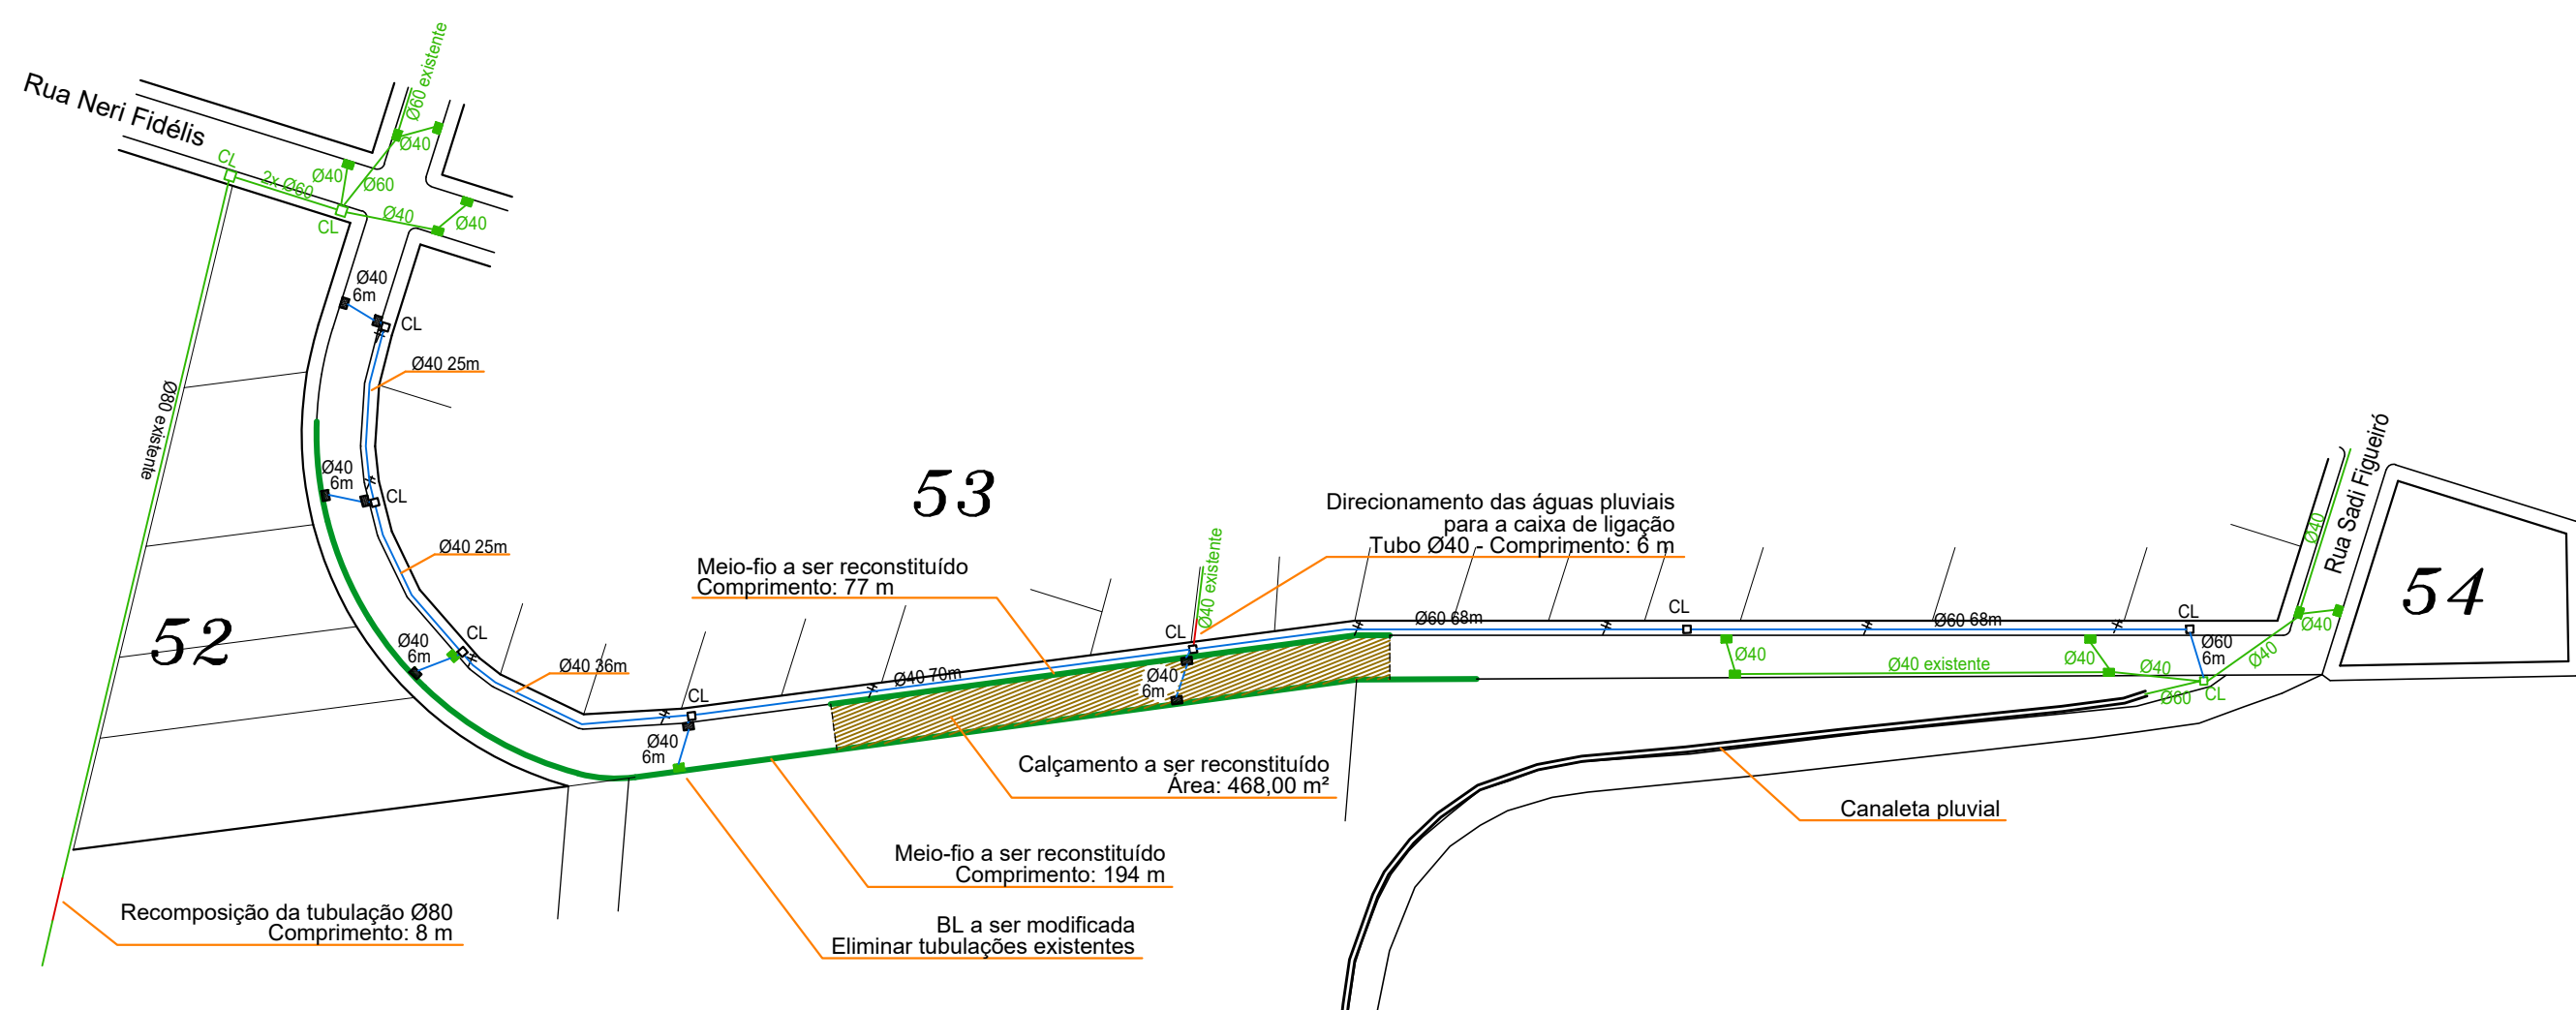 Ø60 existente
Rua Neri Fidélis
Ø40
CL
Ø40
2x Ø60
Ø60
Ø40
Ø40
CL
Ø40
6m
CL
Ø40 25m
Ø80 existente
Ø40
6m
CL
Ø40 25m
52
Ø40
6m
CL
Ø40 36m
53
Meio-fio a ser reconstituído
Comprimento: 77 m
Direcionamento das águas pluviais
para a caixa de ligação
Tubo Ø40 - Comprimento: 6 m
Ø40 existente
CL
Ø40 70m
CL
Ø40
6m
Ø40
6m
Ø60 68m
CL
Ø60 68m
CL
Ø60
6m
Ø40
Ø40 existente
Ø40
Ø40
Ø40
Ø60
CL
Ø40
Ø40
Rua Sadi Figueiró
54
Calçamento a ser reconstituído
Área: 468,00 m²
Canaleta pluvial
Meio-fio a ser reconstituído
Comprimento: 194 m
BL a ser modificada
Eliminar tubulações existentes
Recomposição da tubulação Ø80
Comprimento: 8 m